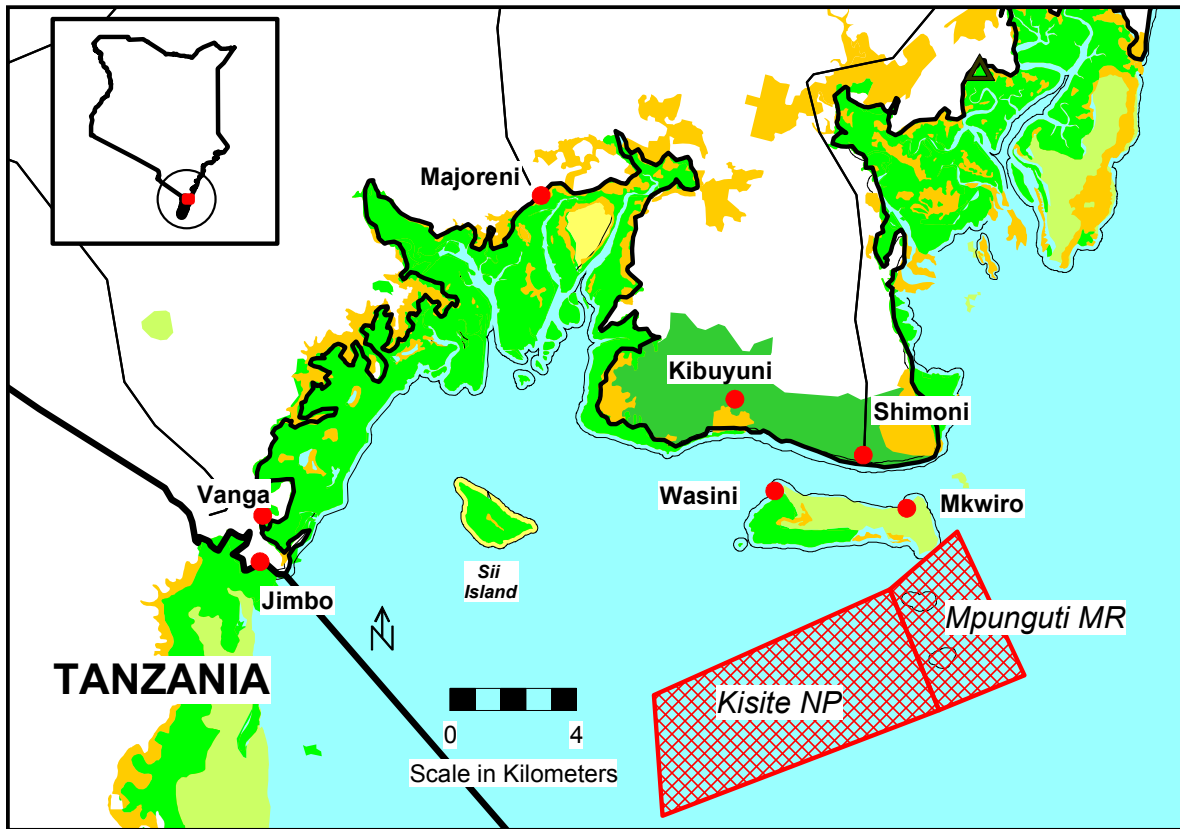 Majoreni
Kibuyuni
Shimoni
Vanga
Wasini
Mkwiro
Sii
Island
Jimbo
N
Mpunguti MR
TANZANIA
Kisite NP
0 4
Scale in Kilometers